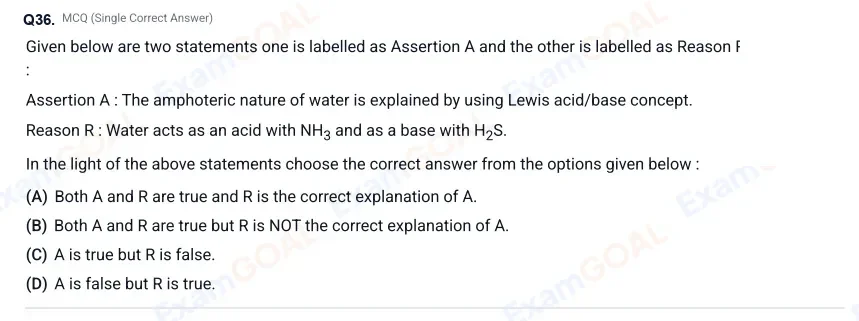 Q36. MCQ (Single Correct Answer)
Given below are two statements one is labelled as Assertion A and the other is labelled as Reason
:
Assertion A : The amphoteric nature of water is explained by using Lewis acid/base concept.
Reason R : Water acts as an acid with NH3 and as a base with H2S.
In the light of the above statements choose the correct answer from the options given below :
(A) Both A and R are true and R is the correct explanation of A.
(B) Both A and R are true but R is NOT the correct explanation of A.
(C) A is true but R is false.
(D) A is false but R is true.